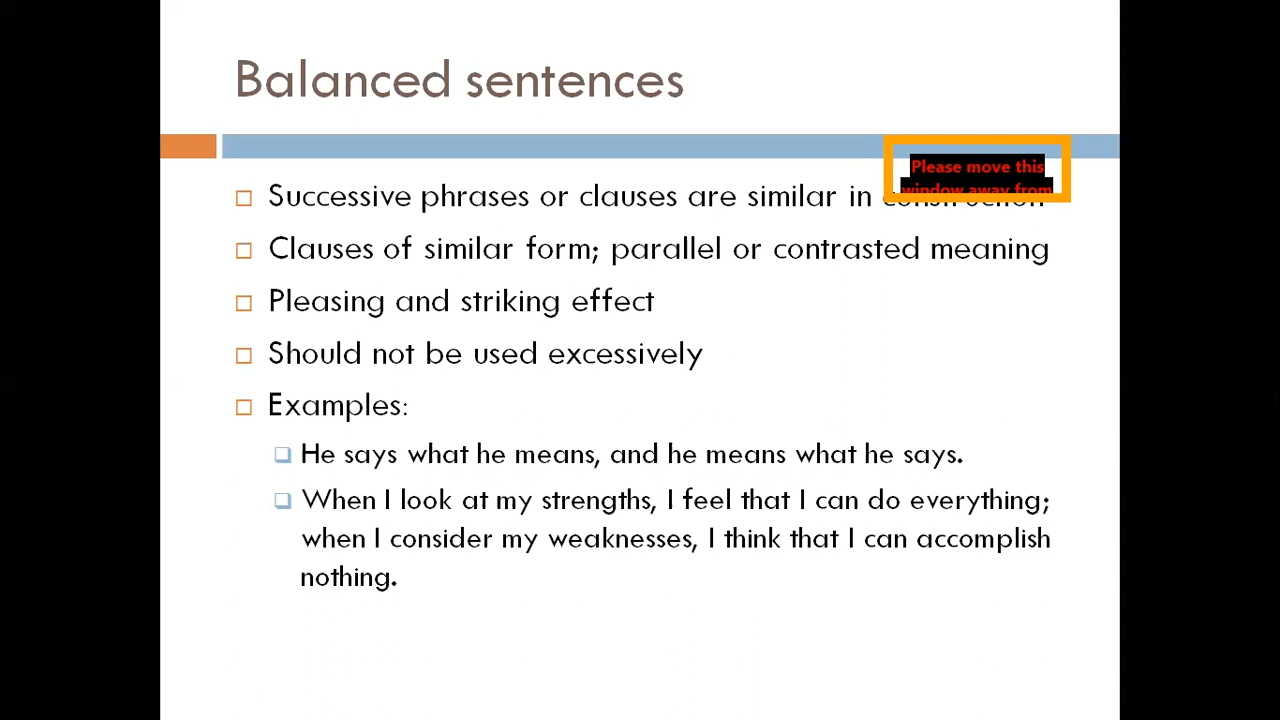 Balanced sentences
Please move this
window away from
Successive phrases or clauses are similar in construction
Clauses of similar form; parallel or contrasted meaning
Pleasing and striking effect
Should not be used excessively
Examples:
He says what he means, and he means what he says.
When I look at my strengths, I feel that I can do everything;
when I consider my weaknesses, I think that I can accomplish
nothing.